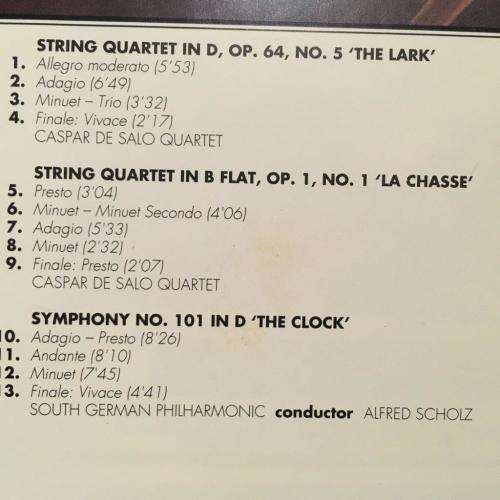 STRING QUARTET IN D, OP. 64, NO. 5 ‘THE LARK’
1. Allegro moderato (5’53)
2. Adagio (6’49)
3. Minuet – Trio (3’32)
4. Finale: Vivace (2’17)
CASPAR DE SALO QUARTET
STRING QUARTET IN B FLAT, OP. 1, NO. 1 ‘LA CHASSE’
5. Presto (3’04)
6. Minuet – Minuet Secondo (4’06)
7. Adagio (5’33)
8. Minuet (2’32)
9. Finale: Presto (2’07)
CASPAR DE SALO QUARTET
SYMPHONY NO. 101 IN D ‘THE CLOCK’
10. Adagio – Presto (8’26)
11. Andante (8’10)
12. Minuet (7’45)
13. Finale: Vivace (4’41)
SOUTH GERMAN PHILHARMONIC conductor ALFRED SCHOLZ